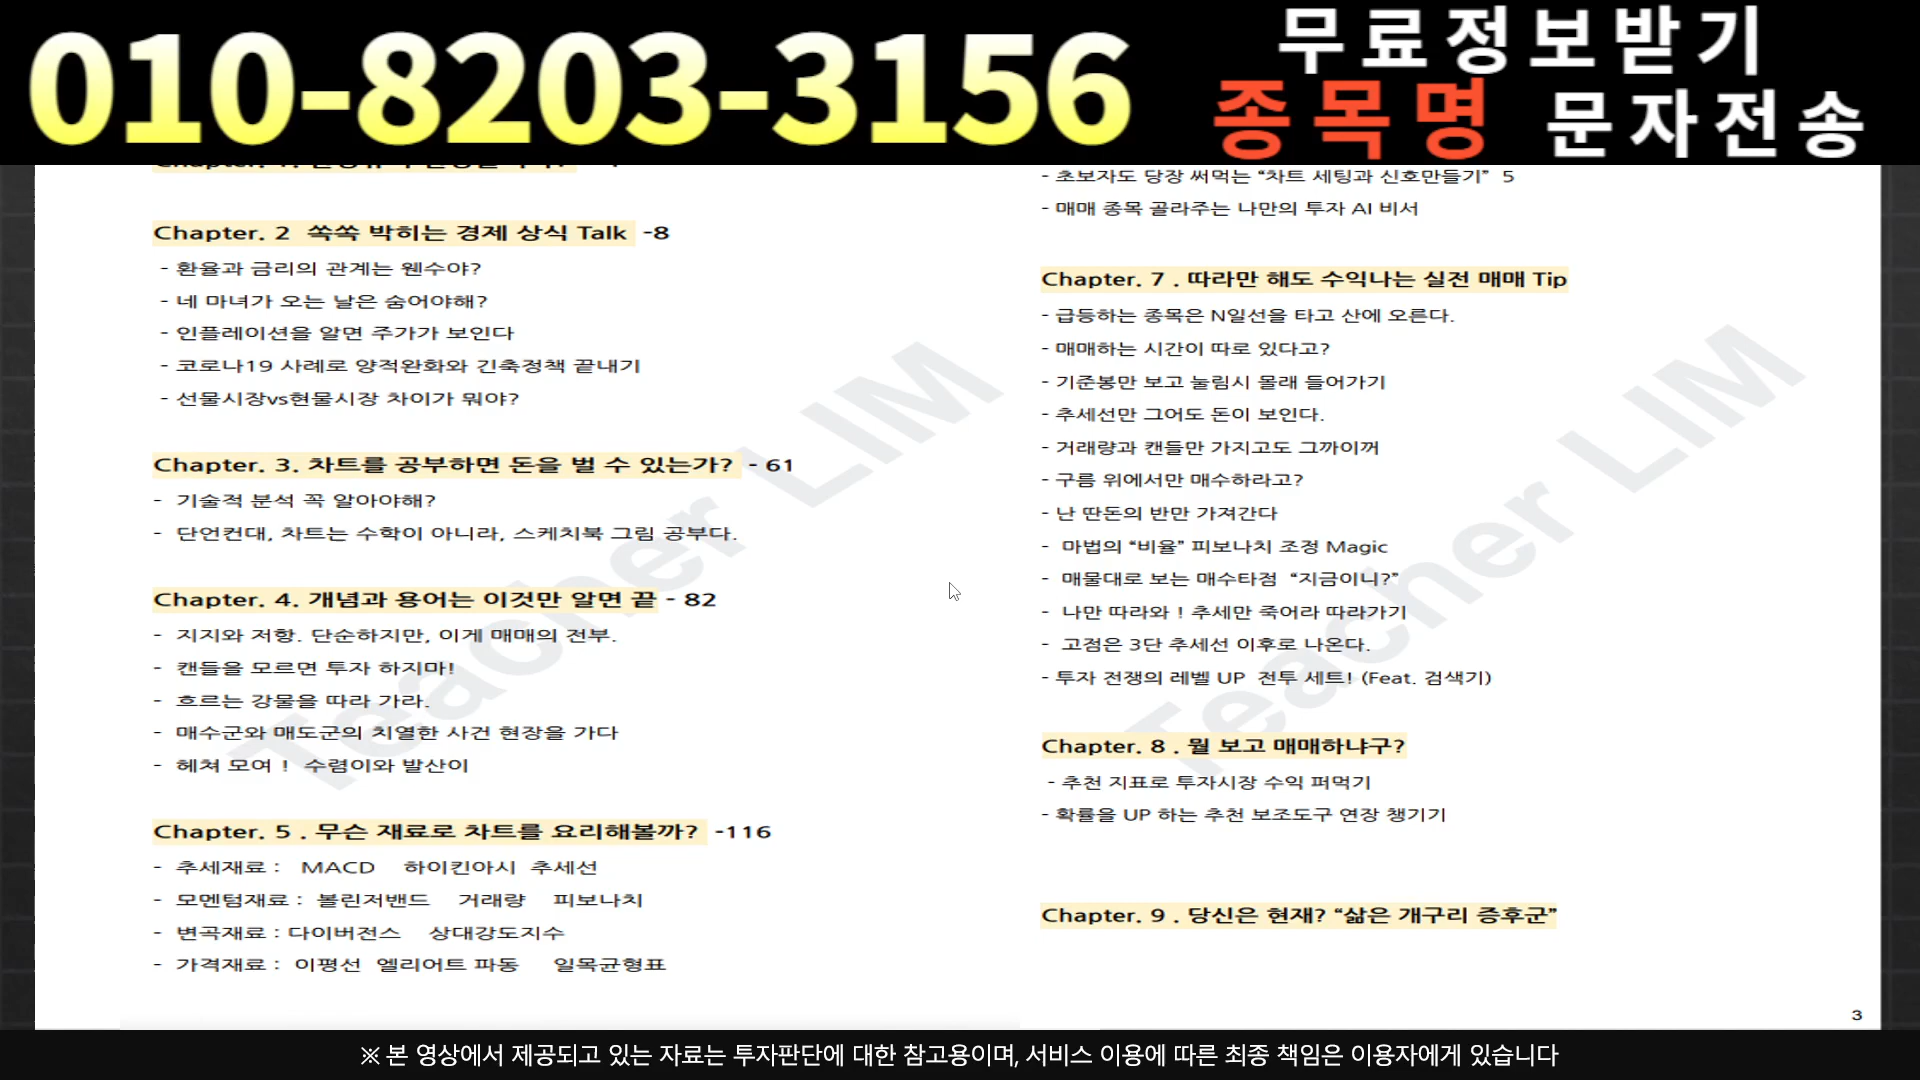 010-8203-3156
무료정보받기
종목명 문자전송
Chapter. 2 쏙쏙 박히는 경제 상식 Talk -8
- 환율과 금리의 관계는 웬수야?
- 네 마녀가 오는 날은 숨어야해?
- 인플레이션을 알면 주가가 보인다
- 코로나19 사례로 양적완화와 긴축정책 끝내기
- 선물시장vs현물시장 차이가 뭐야?
Chapter. 3. 차트를 공부하면 돈을 벌 수 있는가? - 61
- 기술적 분석 꼭 알아야해?
- 단언컨대, 차트는 수학이 아니라, 스케치북 그림 공부다.
Chapter. 4. 개념과 용어는 이것만 알면 끝 - 82
- 지지와 저항. 단순하지만, 이게 매매의 전부.
- 캔들을 모르면 투자 하지마!
- 흐르는 강물을 따라 가라.
- 매수군와 매도군의 치열한 사건 현장을 가다
- 헤쳐 모여 ! 수렴이와 발산이
Chapter. 5 . 무슨 재료로 차트를 요리해볼까? -116
- 추세재료 : MACD 하이킨아시 추세선
- 모멘텀재료 : 볼린저밴드 거래량 피보나치
- 변곡재료 : 다이버전스 상대강도지수
- 가격재료 : 이평선 엘리어트 파동 일목균형표
- 초보자도 당장 써먹는 “차트 세팅과 신호만들기” 5
- 매매 종목 골라주는 나만의 투자 AI 비서
Chapter. 7 . 따라만 해도 수익나는 실전 매매 Tip
- 급등하는 종목은 N일선을 타고 산에 오른다.
- 매매하는 시간이 따로 있다고?
- 기준봉만 보고 눌림시 몰래 들어가기
- 추세선만 그어도 돈이 보인다.
- 거래량과 캔들만 가지고도 그까이꺼
- 구름 위에서만 매수하라고?
- 난 딴돈의 반만 가져간다
- 마법의 “비율” 피보나치 조정 Magic
- 매물대로 보는 매수타점 “지금이니?”
- 나만 따라와 ! 추세만 죽어라 따라가기
- 고점은 3단 추세선 이후로 나온다.
- 투자 전쟁의 레벨 UP 전투 세트! (Feat. 검색기)
Chapter. 8 . 뭘 보고 매매하냐구?
- 추천 지표로 투자시장 수익 퍼먹기
- 확률을 UP 하는 추천 보조도구 연장 챙기기
Chapter. 9 . 당신은 현재? “삶은 개구리 증후군”
Teacher LIM
Teacher LIM
3
※ 본 영상에서 제공되고 있는 자료는 투자판단에 대한 참고용이며, 서비스 이용에 따른 최종 책임은 이용자에게 있습니다